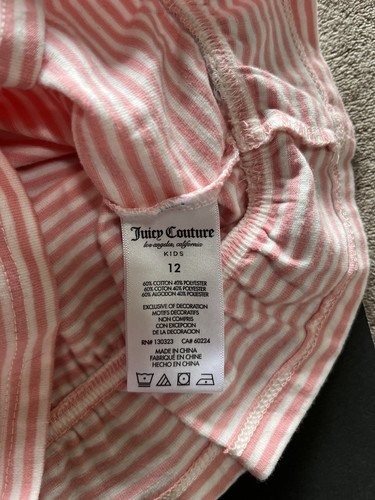 Juicy Couture
los angeles, california
KIDS
12
60% COTTON 40% POLYESTER
60% COTON 40% POLYESTER
60% ALGODON 40% POLYESTER
EXCLUSIVE OF DECORATION
MOTIFS DECORATIFS
NON COMPRIS
CON EXCEPCION
DE LA DECORACION
RN# 130323 CA# 60224
MADE IN CHINA
FABRIQUÉ EN CHINE
HECHO EN CHINA